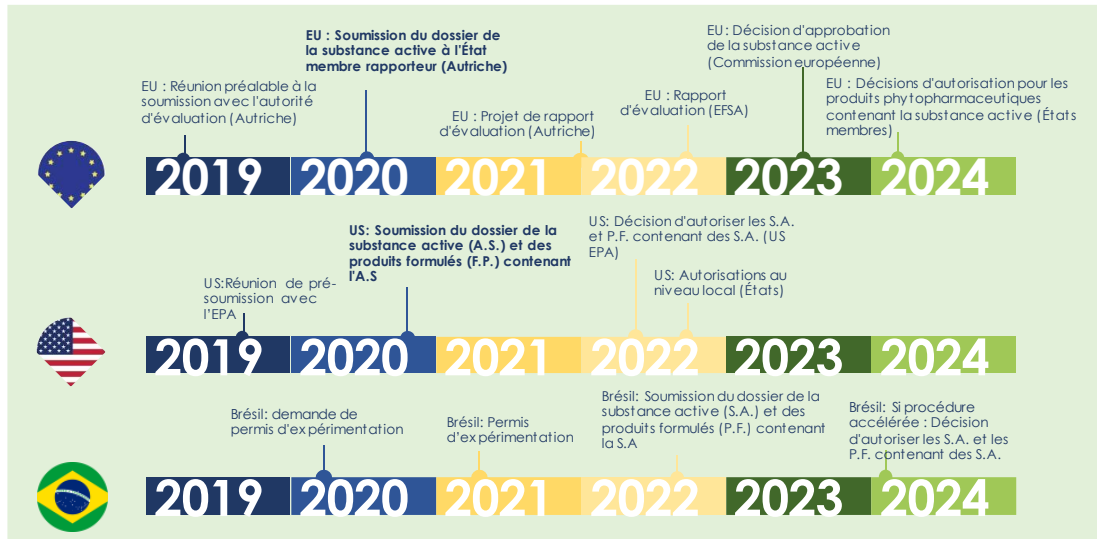 EU : Réunion préalable à la
soumission avec l'autorité
d'évaluation (Autriche)
EU : Soumission du dossier de
la substance active à l'État
membre rapporteur (Autriche)
EU : Projet de rapport
d'évaluation (Autriche)
EU : Rapport
d'évaluation (EFSA)
EU: Décision d'approbation
de la substance active
(Commission européenne)
EU : Décisions d'autorisation pour les
produits phytopharmaceutiques
contenant la substance active (États
membres)
2019 2020 2021 2022 2023 2024
US:Réunion de pré-
soumission avec
l'EPA
US: Soumission du dossier de la
substance active (A.S.) et des
produits formulés (F.P.) contenant
l'A.S
US: Décision d'autoriser les S.A.
et P.F. contenant des S.A. (US
EPA)
US: Autorisations au
niveau local (États)
2019 2020 2021 2022 2023 2024
Brésil: demande de
permis d'expérimentation
Brésil: Permis
d'expérimentation
Brésil: Soumission du dossier de la
substance active (S.A.) et des
produits formulés (P.F.) contenant
la S.A
Brésil: Si procédure
accélérée : Décision
d'autoriser les S.A. et les
P.F. contenant des S.A.
2019 2020 2021 2022 2023 2024